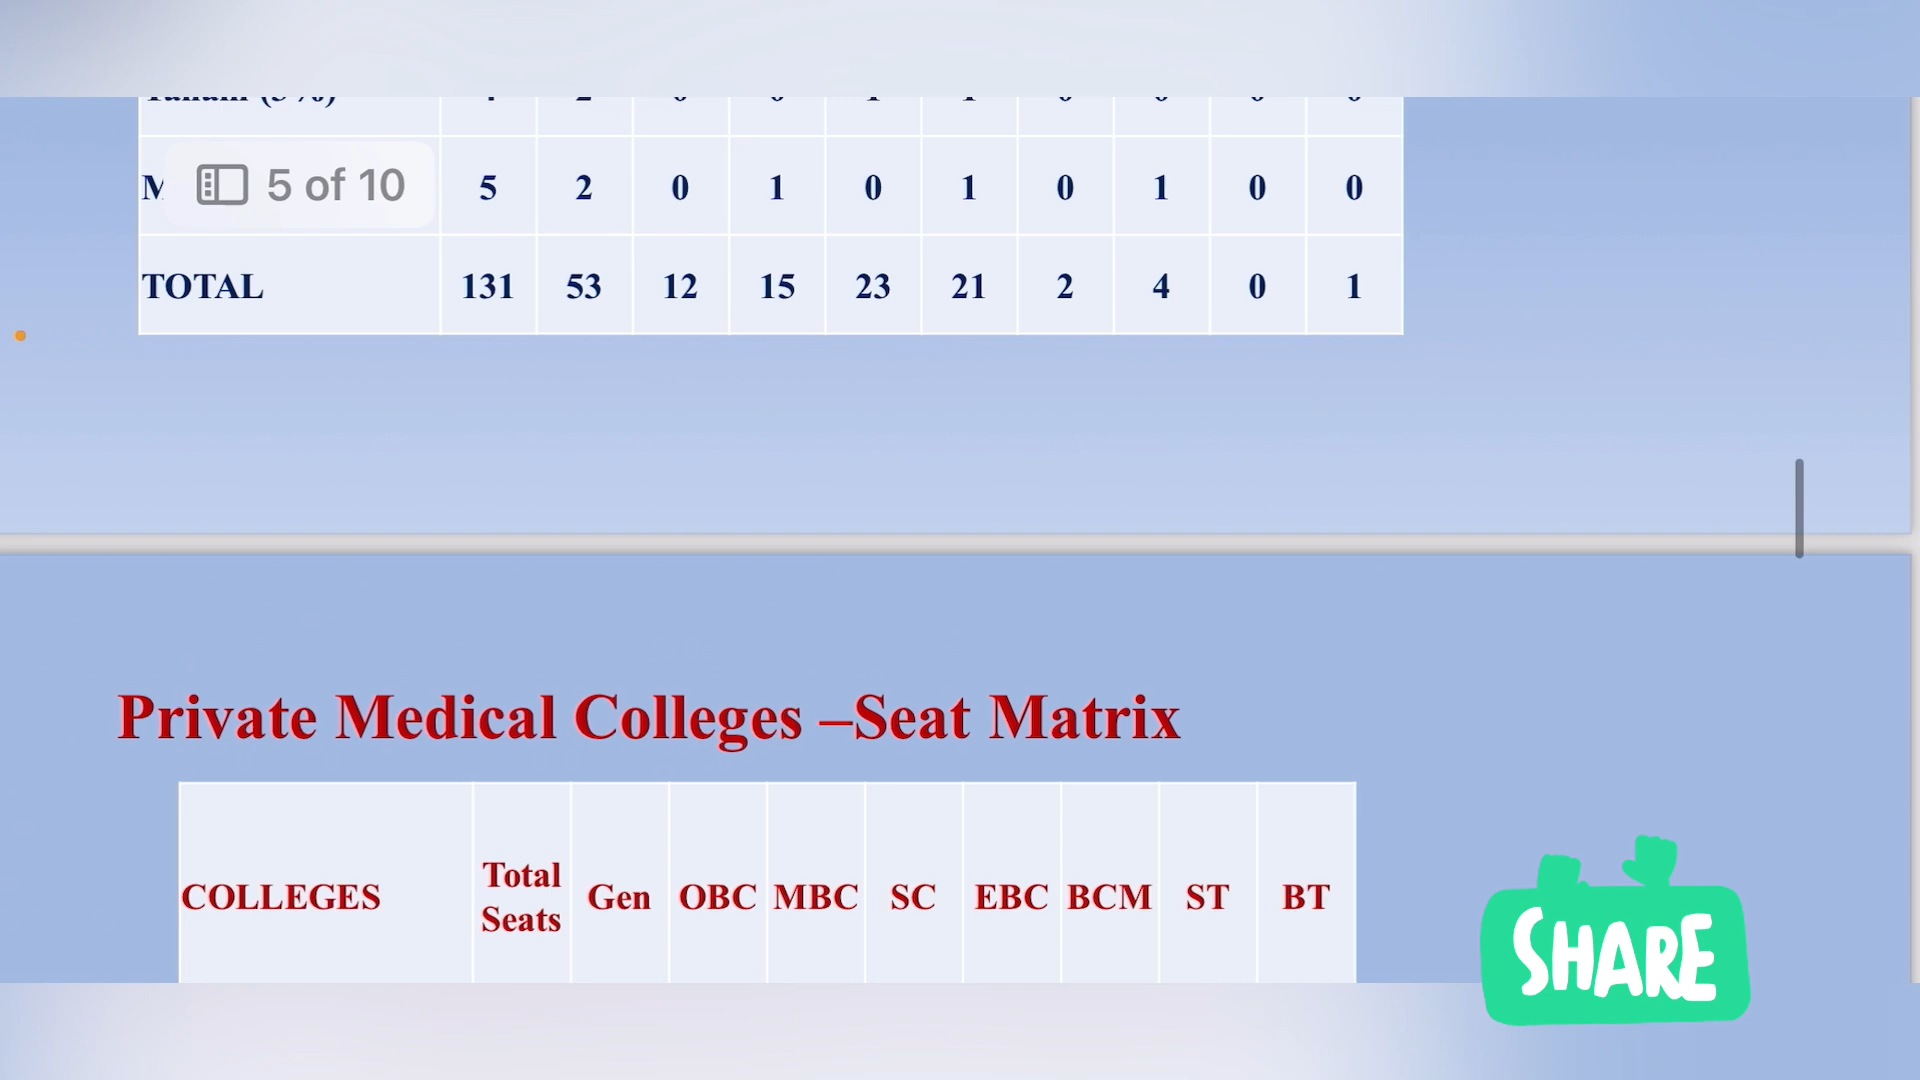 5 2 0 1 0 1 0 1 0 0
5 of 10
TOTAL 131 53 12 15 23 21 2 4 0 1
Private Medical Colleges –Seat Matrix
COLLEGES Total Seats Gen OBC MBC SC EBC BCM ST BT
SHARE